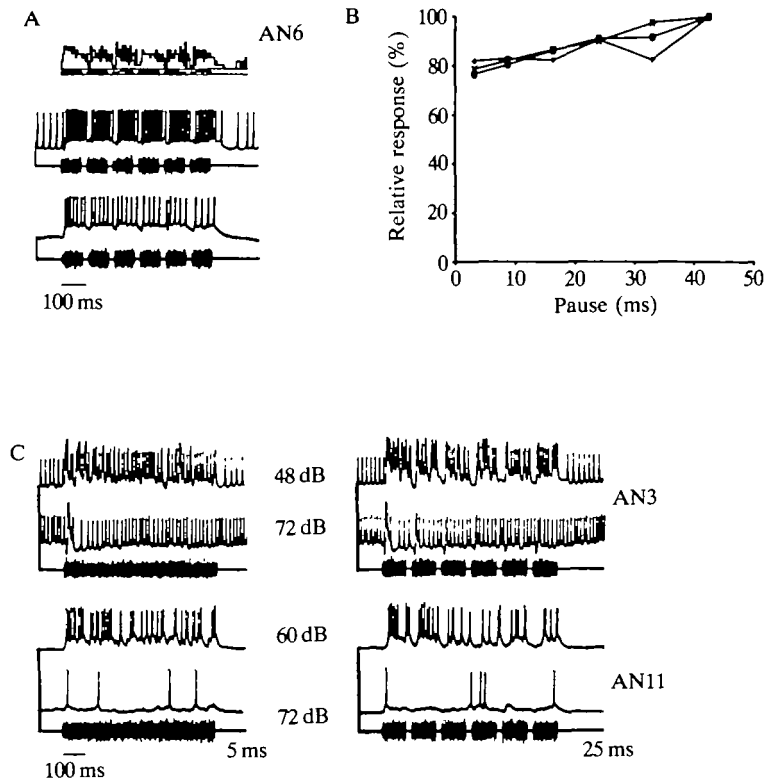 A
AN6
100 ms
B
Relative response (%)
100
80
60
40
20
0
0 10 20 30 40 50
Pause (ms)
C
48 dB
AN3
72 dB
60 dB
AN11
72 dB
5 ms
25 ms
100 ms